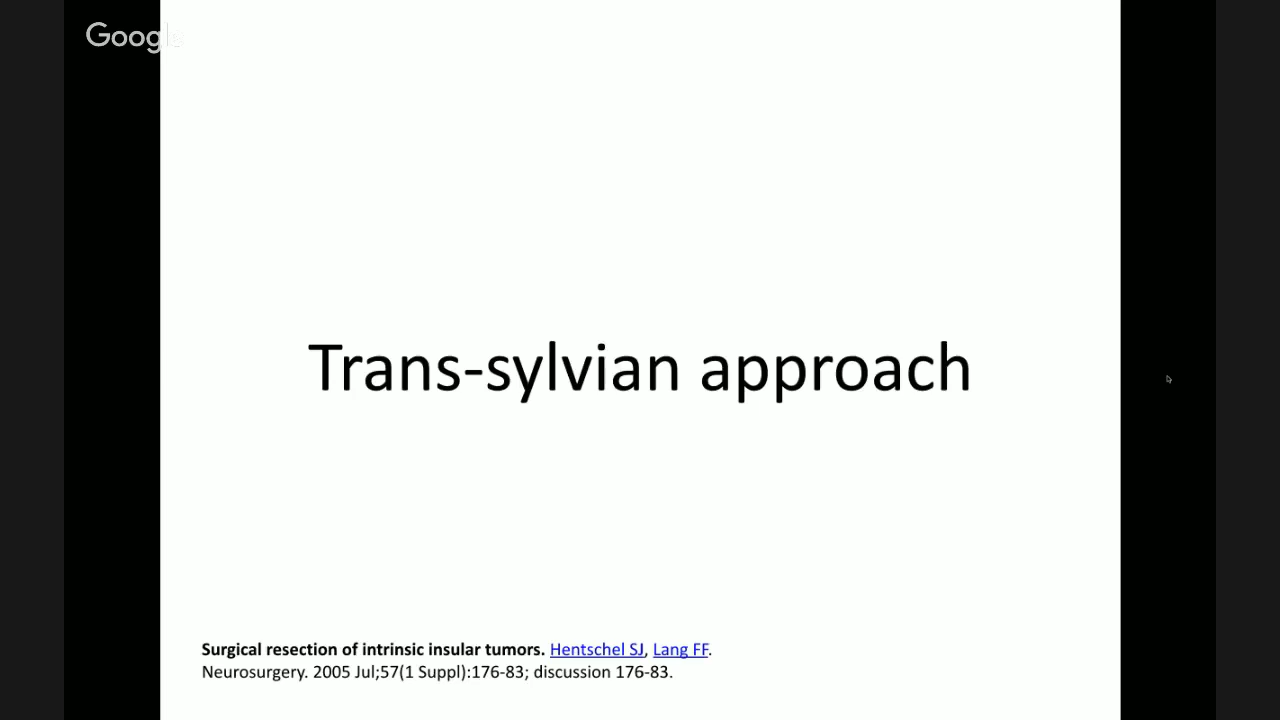 Google
Trans-sylvian approach
Surgical resection of intrinsic insular tumors. Hentschel SJ, Lang FF.
Neurosurgery. 2005 Jul;57(1 Suppl):176-83; discussion 176-83.